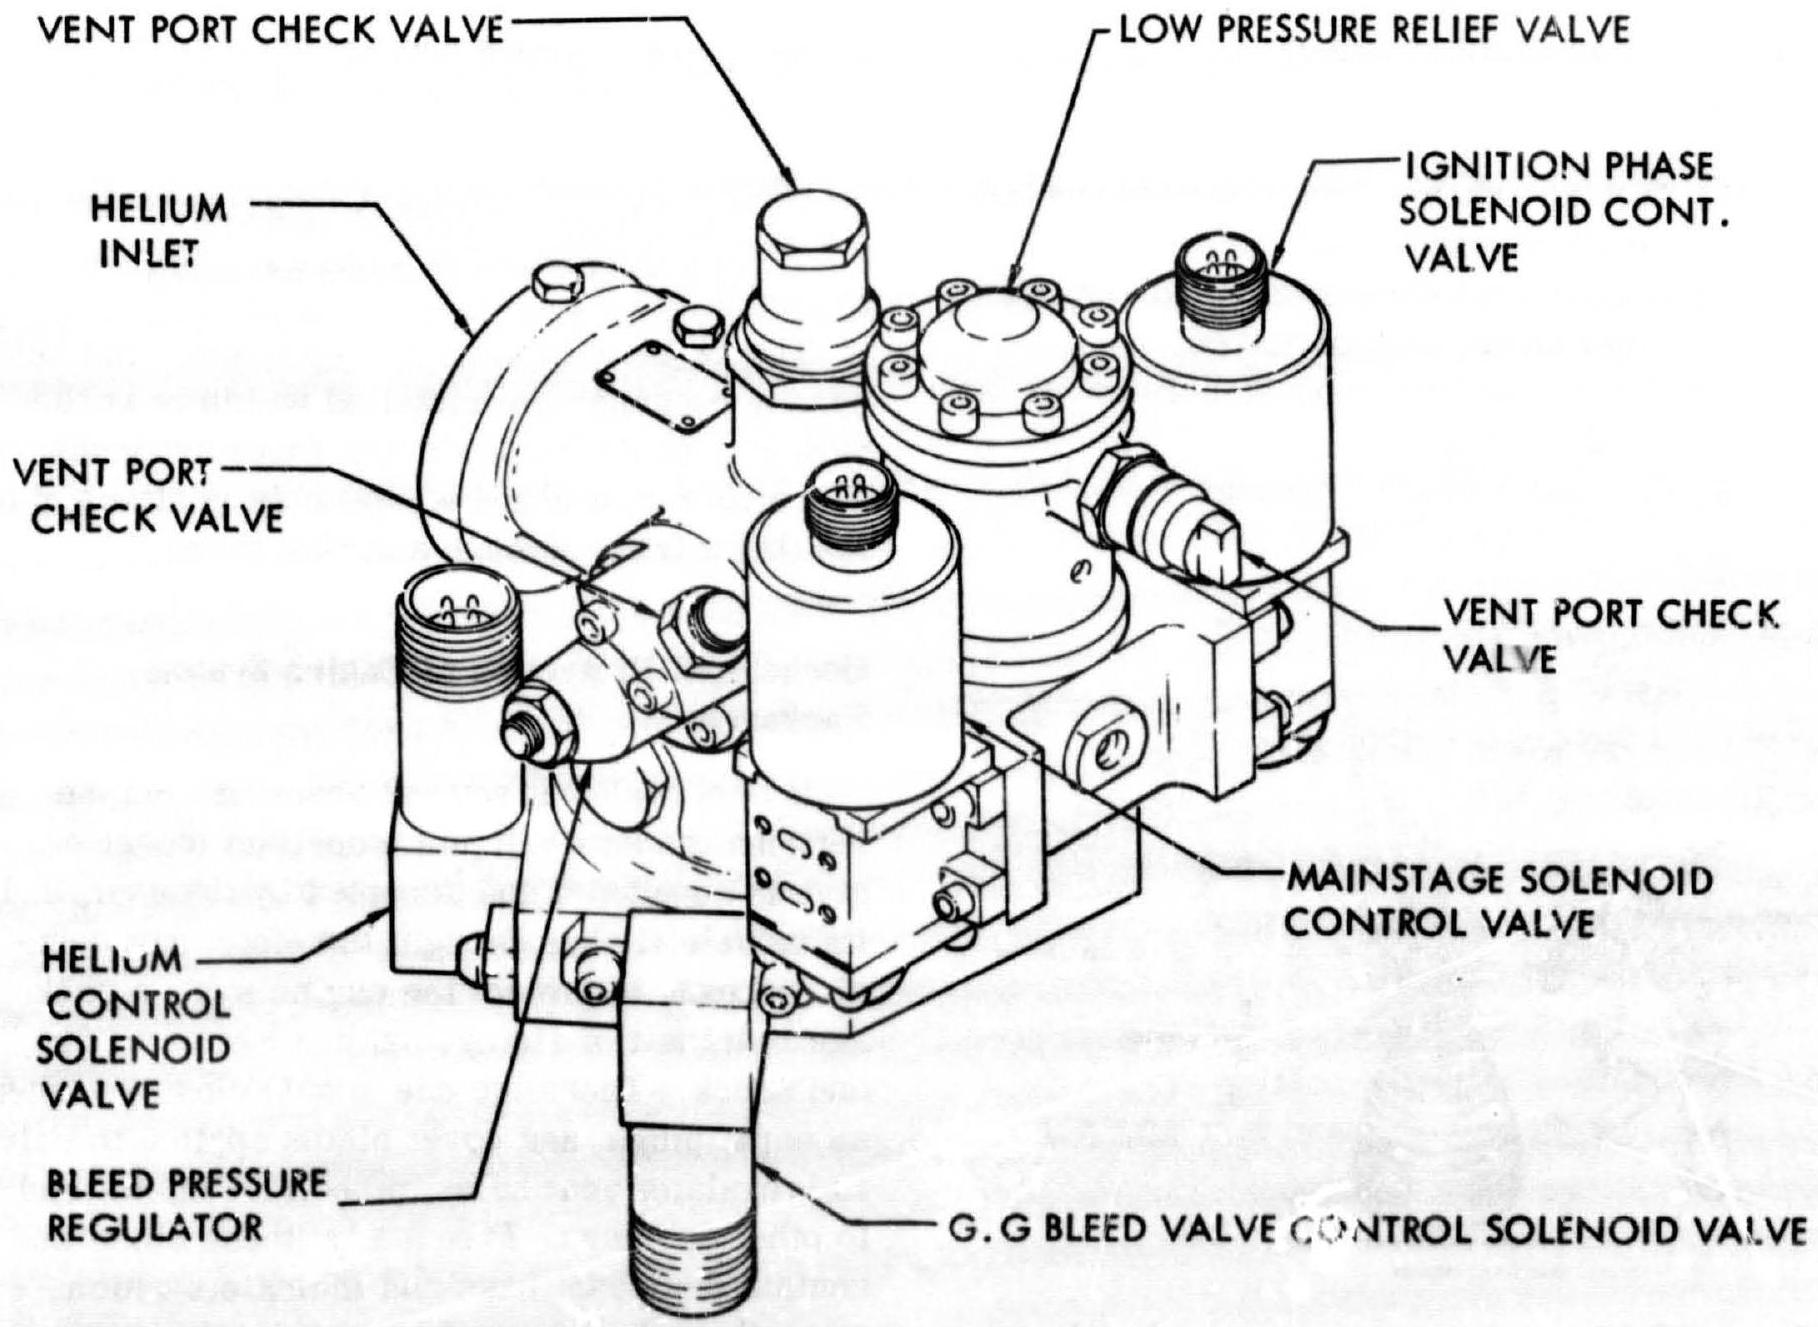 VENT PORT CHECK VALVE
LOW PRESSURE RELIEF VALVE
IGNITION PHASE
SOLENOID CONT.
VALVE
HELIUM
INLET
VENT PORT
CHECK VALVE
VENT PORT CHECK
VALVE
MAINSTAGE SOLENOID
CONTROL VALVE
HELIUM
CONTROL
SOLENOID
VALVE
BLEED PRESSURE
REGULATOR
G.G BLEED VALVE CONTROL SOLENOID VALVE